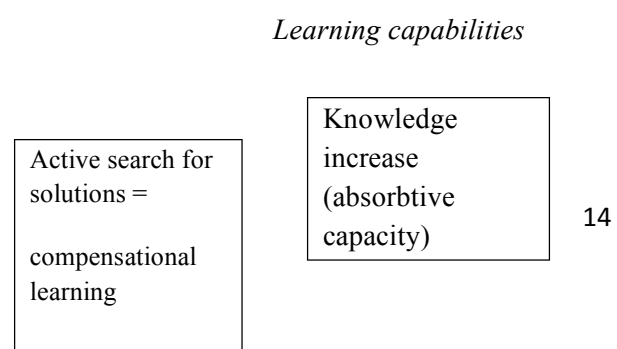 Learning capabilities
Active search for
solutions =
compensational
learning
Knowledge
increase
(absorbtive
capacity)
14